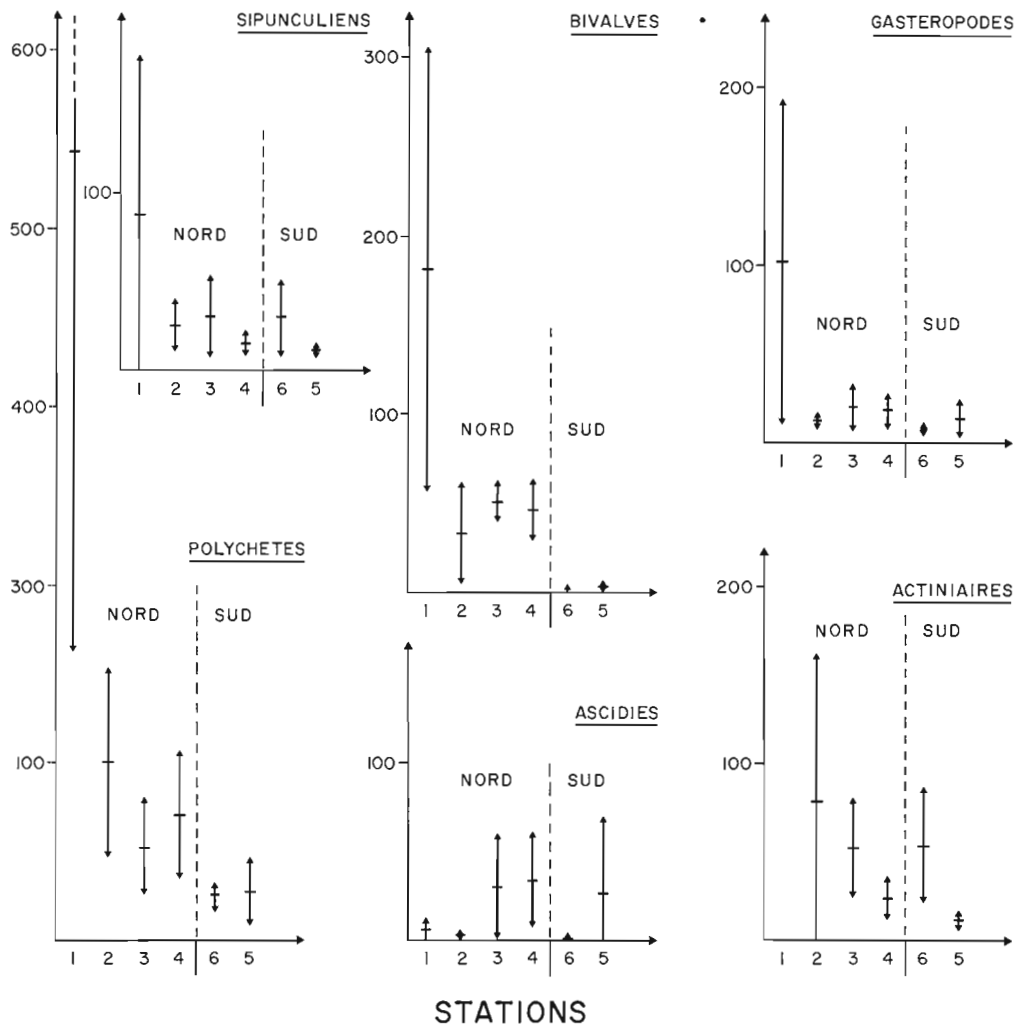 SIPUNCULIENS
100
NORD SUD
1 2 3 4 6 5
POLYCHETES
600
500
400
300
100
NORD SUD
1 2 3 4 6 5
BIVALVES
300
200
100
NORD SUD
1 2 3 4 6 5
ASCIDIES
100
NORD SUD
1 2 3 4 6 5
GASTEROPODES
200
100
NORD SUD
1 2 3 4 6 5
ACTINIAIRES
200
100
NORD SUD
1 2 3 4 6 5
STATIONS